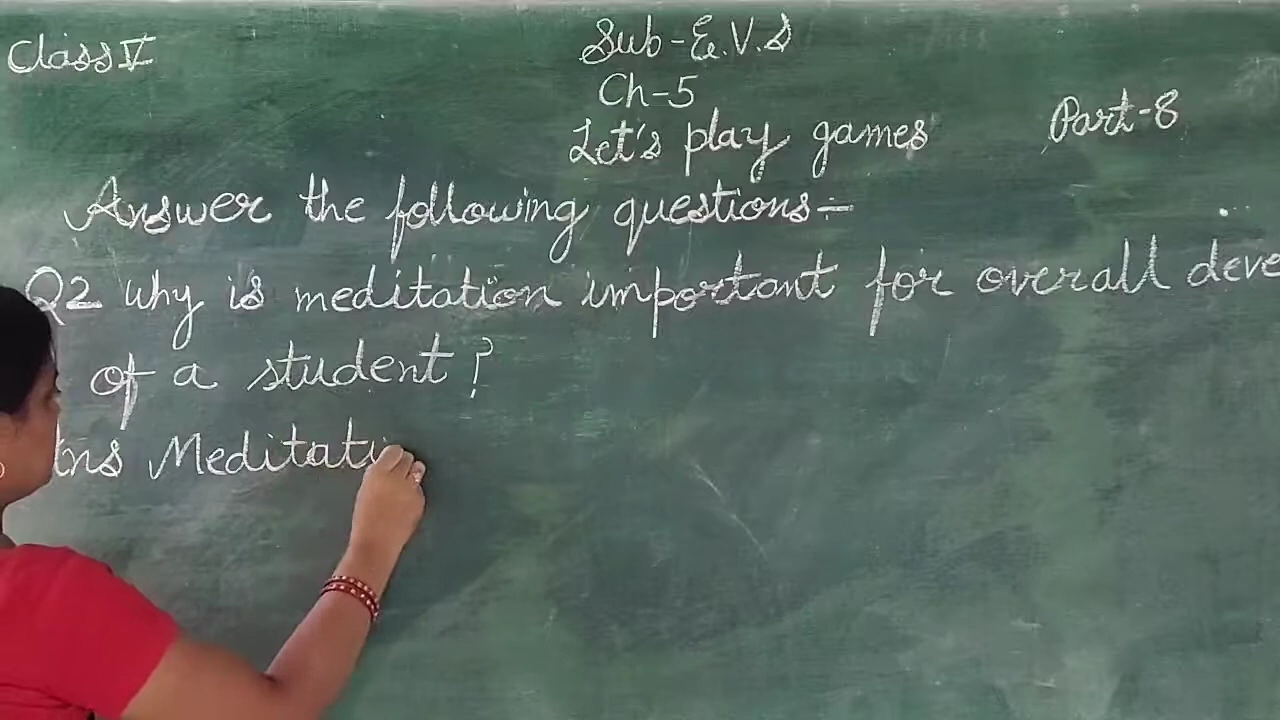 Class V
Sub-E.V.S
Ch-5
Let's play games
Part-8
Answer the following questions-
Q2 why is meditation important for overall deve
of a student?
Ans Meditati